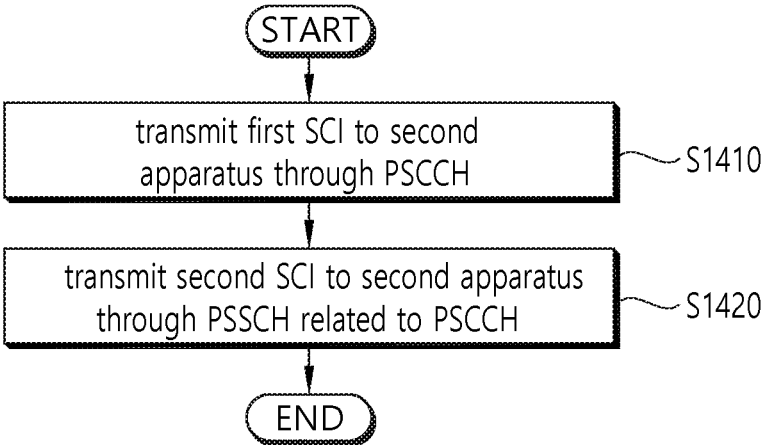 START
transmit first SCI to second
apparatus through PSCCH
S1410
transmit second SCI to second apparatus
through PSSCH related to PSCCH
S1420
END